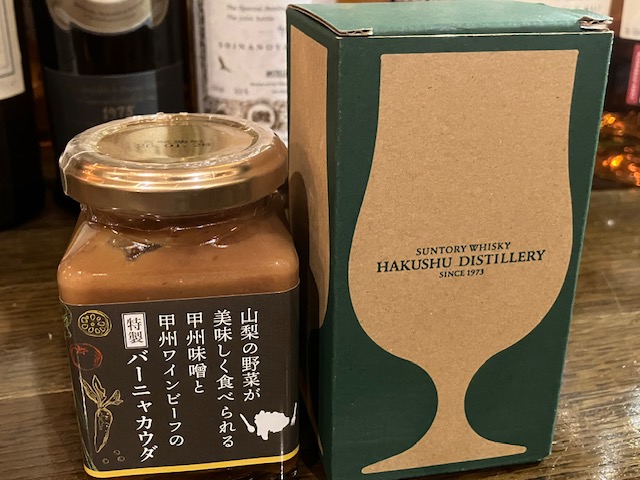 山梨の野菜が
美味しく食べられる
甲州味噌と
甲州ワインビーフの
特製 バーニャカウダ
SUNTORY WHISKY
HAKUSHU DISTILLERY
SINCE 1973
1975